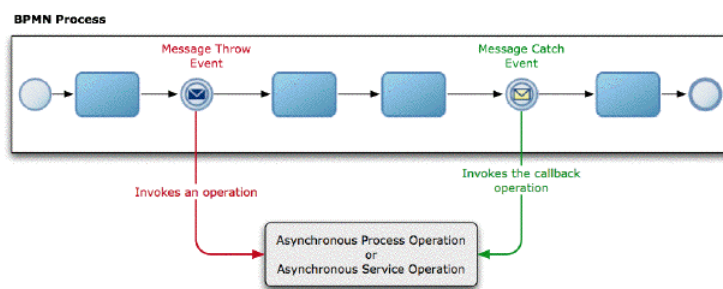 BPMN Process
Message Throw
Event
Message Catch
Event
Invokes an operation
Invokes the callback
operation
Asynchronous Process Operation
or
Asynchronous Service Operation